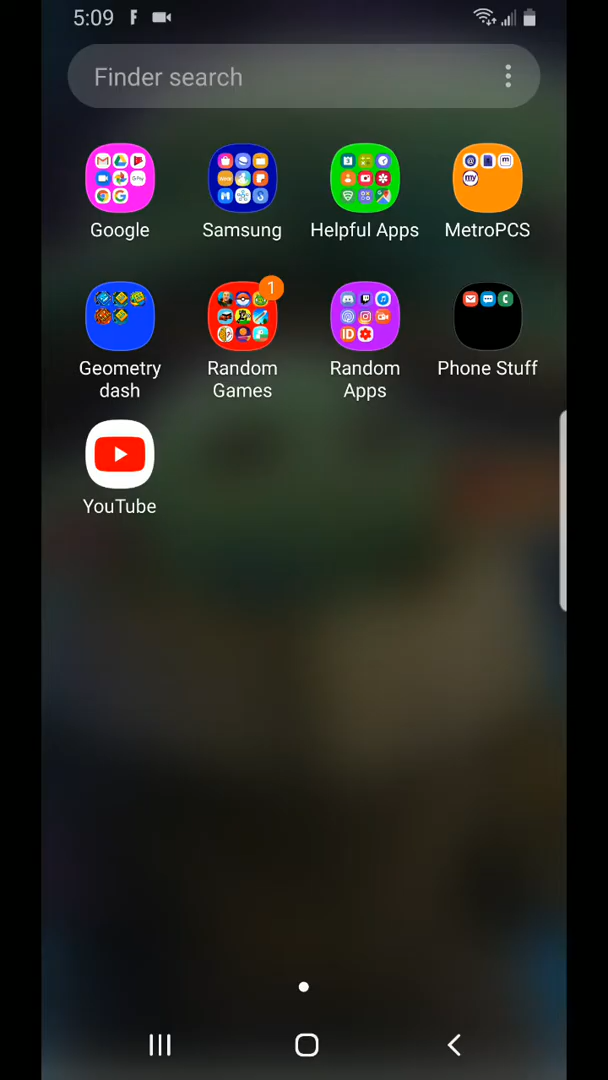 5:09
Finder search
Google
Samsung
Helpful Apps
MetroPCS
Geometry
dash
1
Random
Games
Random
Apps
Phone Stuff
YouTube